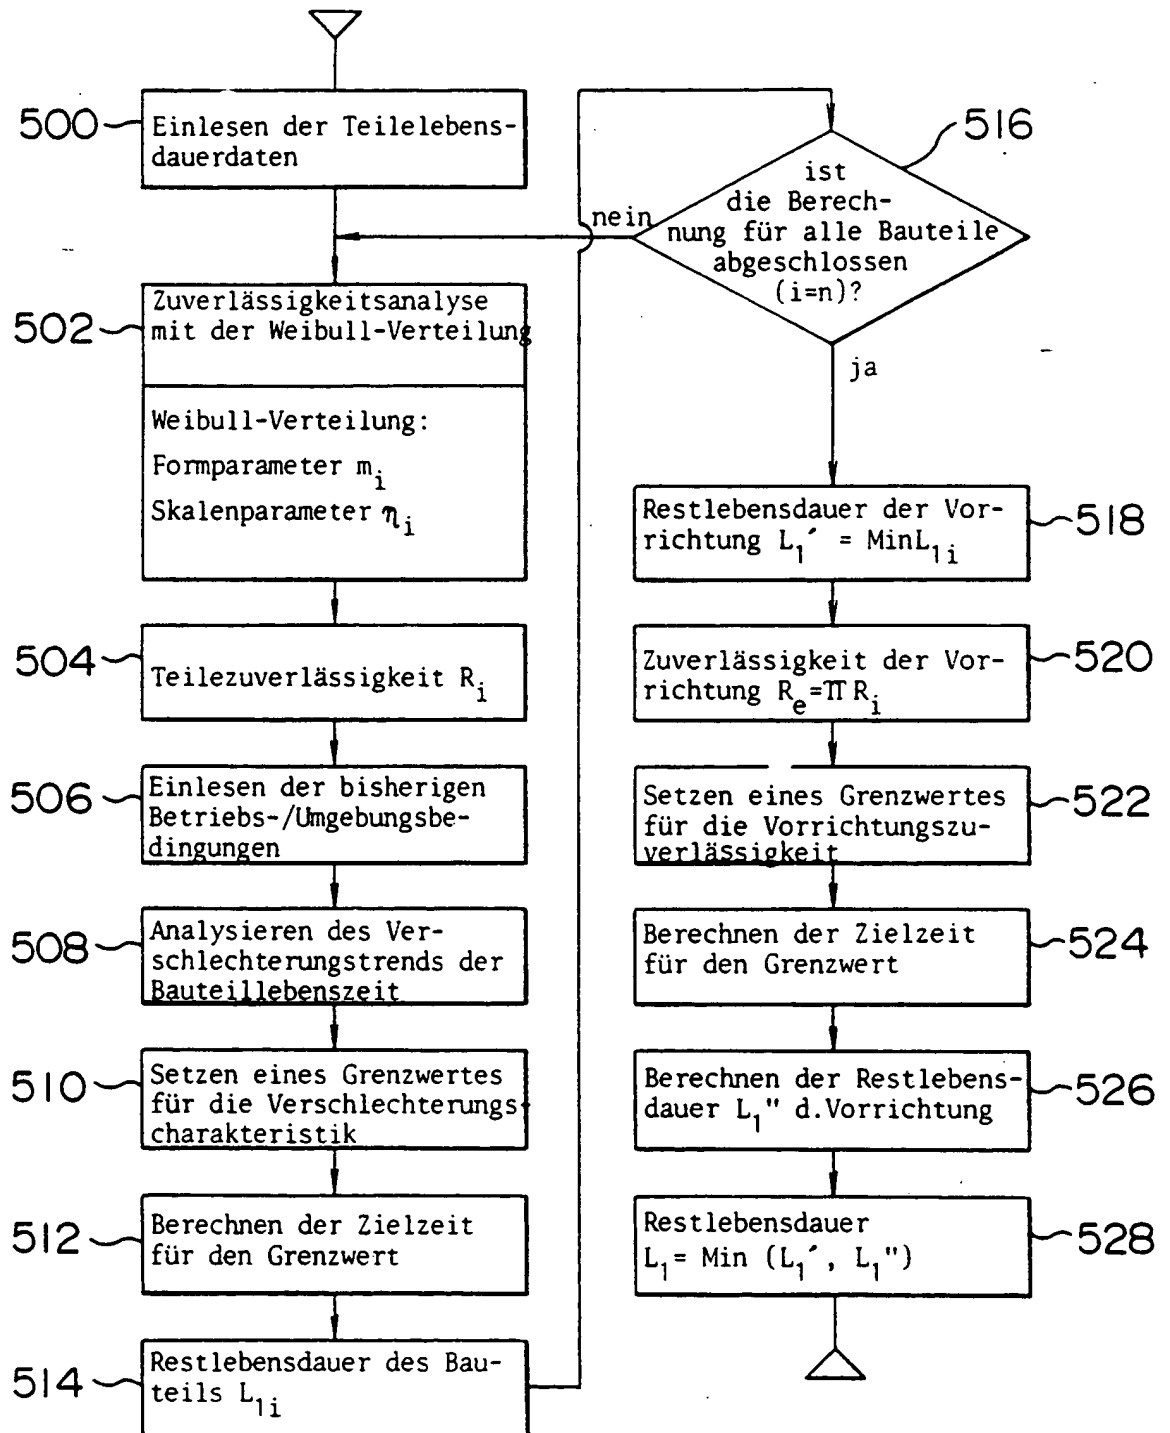 500
Einlesen der Teilelebens-
dauerdaten
502
Zuverlässigkeitsanalyse
mit der Weibull-Verteilung
Weibull-Verteilung:
Formparameter m_i
Skalenparameter η_i
504
Teilezuverlässigkeit R_i
506
Einlesen der bisherigen
Betriebs-/Umgebungsbe-
dingungen
508
Analysieren des Ver-
schlechterungstrends der
Bauteillebenszeit
510
Setzen eines Grenzwertes
für die Verschlechterungs-
charakteristik
512
Berechnen der Zielzeit
für den Grenzwert
514
Restlebensdauer des Bau-
teils L_1i
516
ist
die Berech-
nung für alle Bauteile
abgeschlossen
(i=n)?
nein
ja
Restlebensdauer der Vor-
richtung L_1′ = MinL_1i
518
Zuverlässigkeit der Vor-
richtung R_e=π R_i
520
Setzen eines Grenzwertes
für die Vorrichtungszu-
verlässigkeit
522
Berechnen der Zielzeit
für den Grenzwert
524
Berechnen der Restlebens-
dauer L_1" d.Vorrichtung
526
Restlebensdauer
L_1= Min (L_1′, L_1")
528